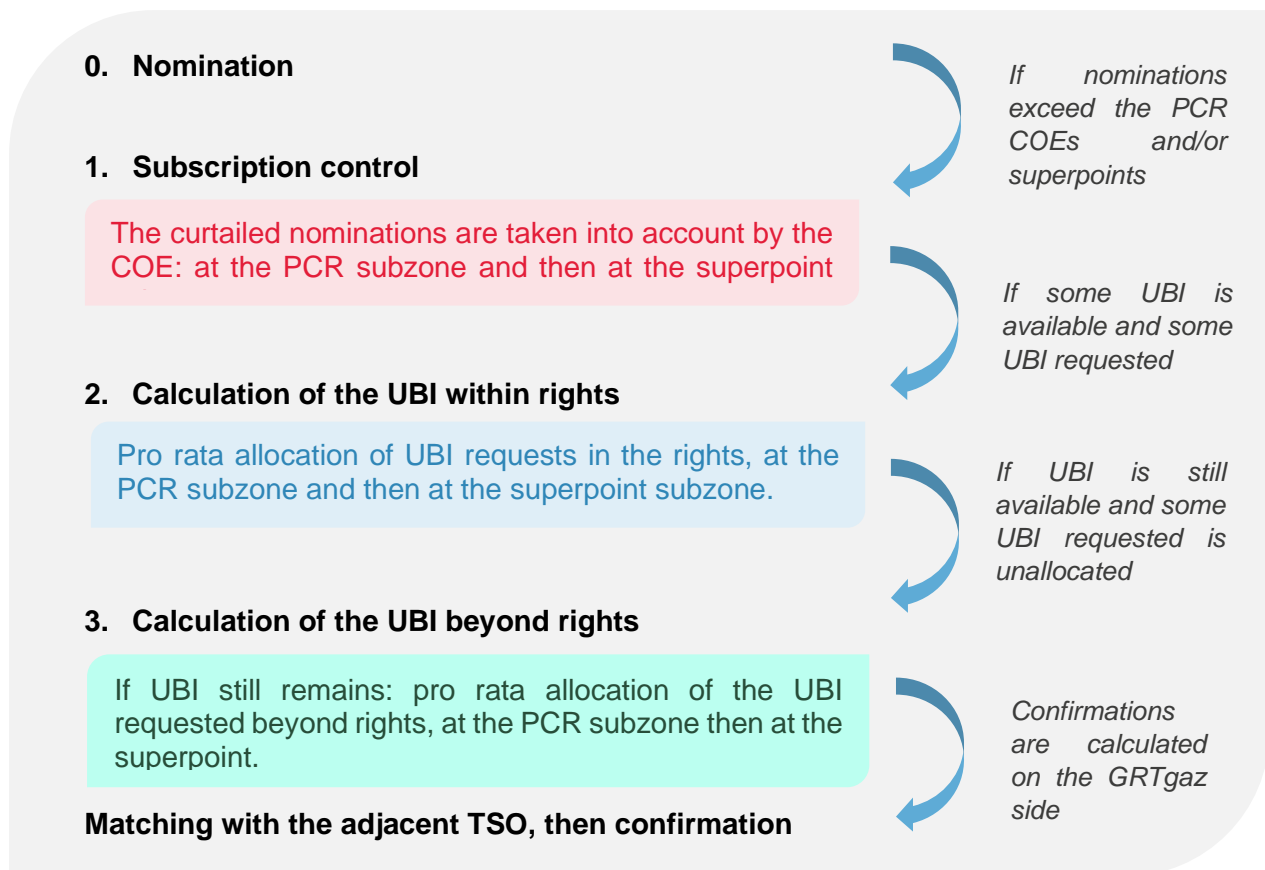 0. Nomination
If nominations
exceed the PCR
COEs and/or
superpoints
1. Subscription control
The curtailed nominations are taken into account by the
COE: at the PCR subzone and then at the superpoint
If some UBI is
available and some
UBI requested
2. Calculation of the UBI within rights
Pro rata allocation of UBI requests in the rights, at the
PCR subzone and then at the superpoint subzone.
If UBI is still
available and some
UBI requested is
unallocated
3. Calculation of the UBI beyond rights
If UBI still remains: pro rata allocation of the UBI
requested beyond rights, at the PCR subzone then at the
superpoint.
Confirmations
are calculated
on the GRTgaz
side
Matching with the adjacent TSO, then confirmation